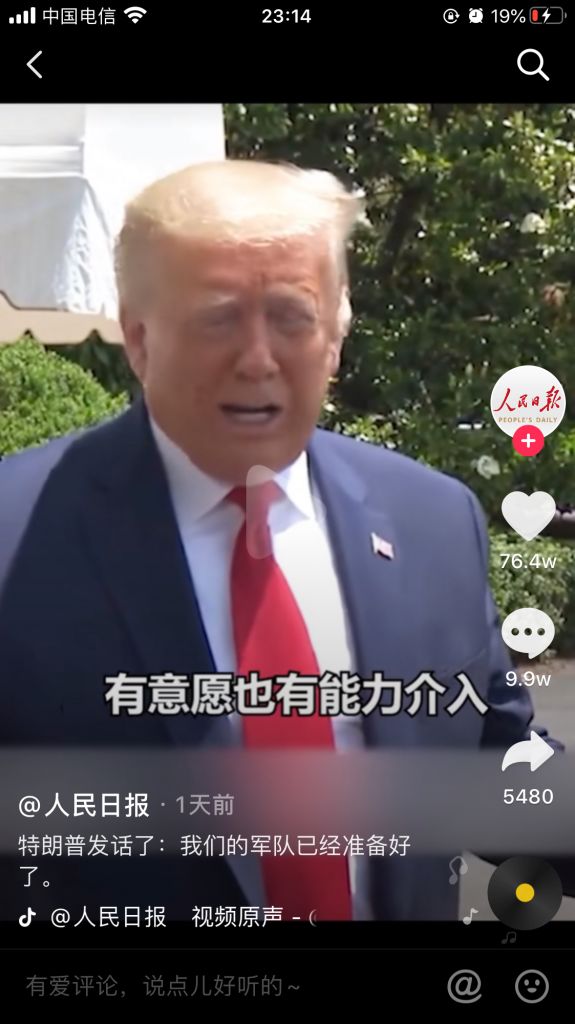 中国电信
23:14
19%
人民日报
PEOPLE'S DAILY
76.4w
有意愿也有能力介入
9.9w
@人民日报 · 1天前
5480
特朗普发话了：我们的军队已经准备好
了。
@人民日报 视频原声 - (
有爱评论，说点儿好听的~
@